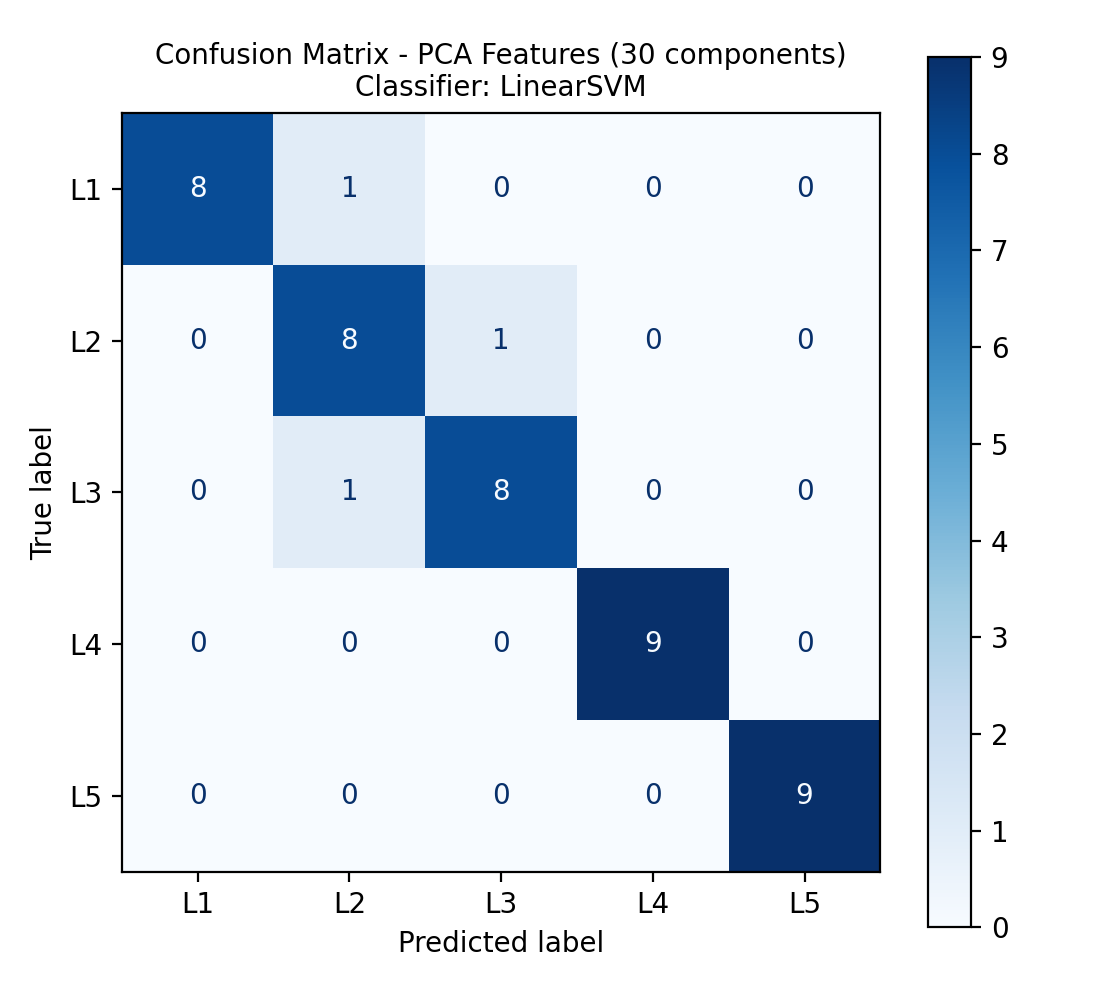 Confusion Matrix - PCA Features (30 components)
Classifier: LinearSVM
L1 8 1 0 0 0
L2 0 8 1 0 0
L3 0 1 8 0 0
L4 0 0 0 9 0
L5 0 0 0 0 9
L1 L2 L3 L4 L5
Predicted label
True label
9
8
7
6
5
4
3
2
1
0